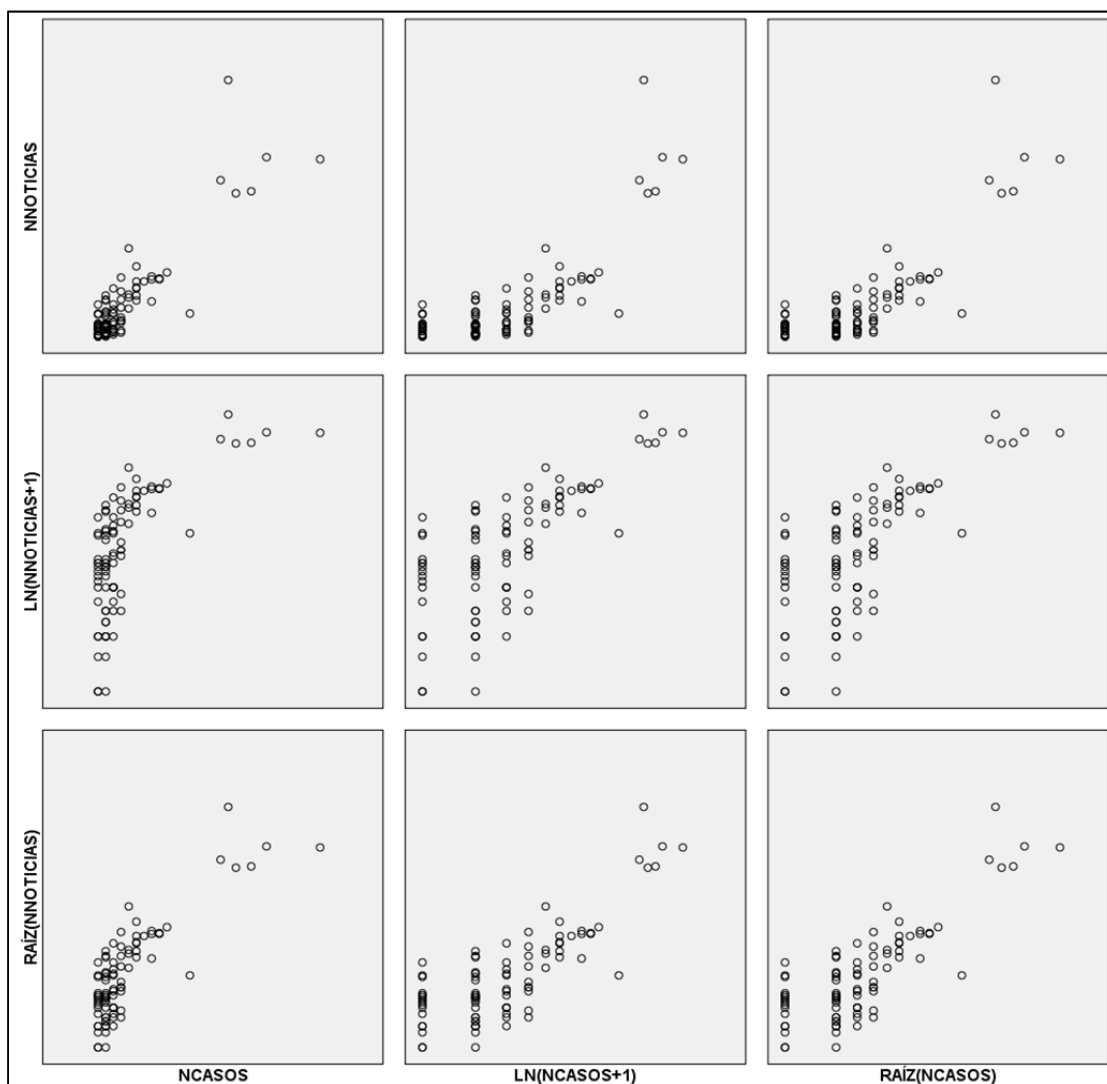 NNOTICIAS
LN(NNOTICIAS+1)
RAÍZ(NNOTICIAS)
NCASOS
LN(NCASOS+1)
RAÍZ(NCASOS)